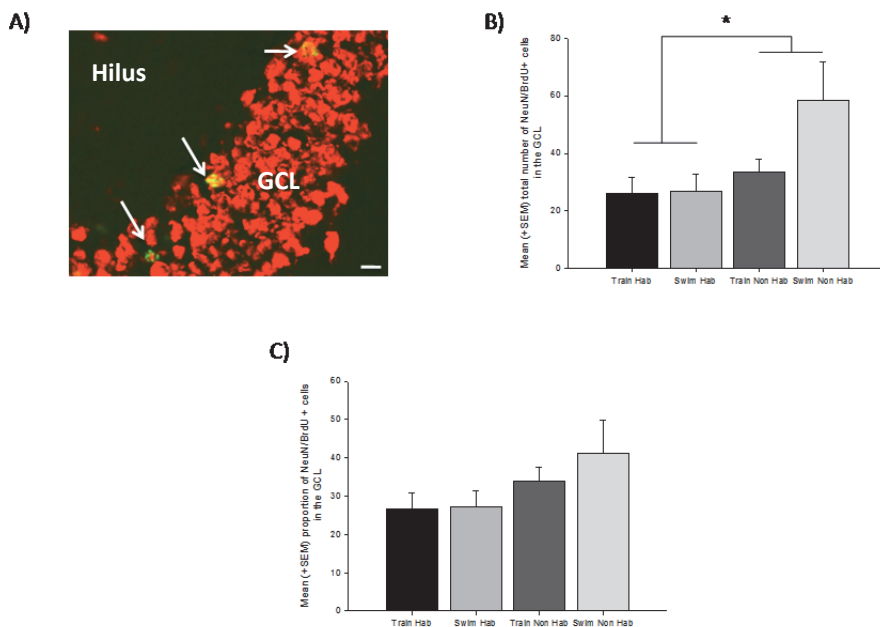 A)
Hilus
GCL
B)
Mean (+SEM) total number of NeuN/BrdU+ cells
in the GCL
80
60
40
20
0
*
Train Hab
Swim Hab
Train Non Hab
Swim Non Hab
C)
Mean (+SEM) proportion of NeuN/BrdU + cells
in the GCL
60
50
40
30
20
10
0
Train Hab
Swim Hab
Train Non Hab
Swim Non Hab